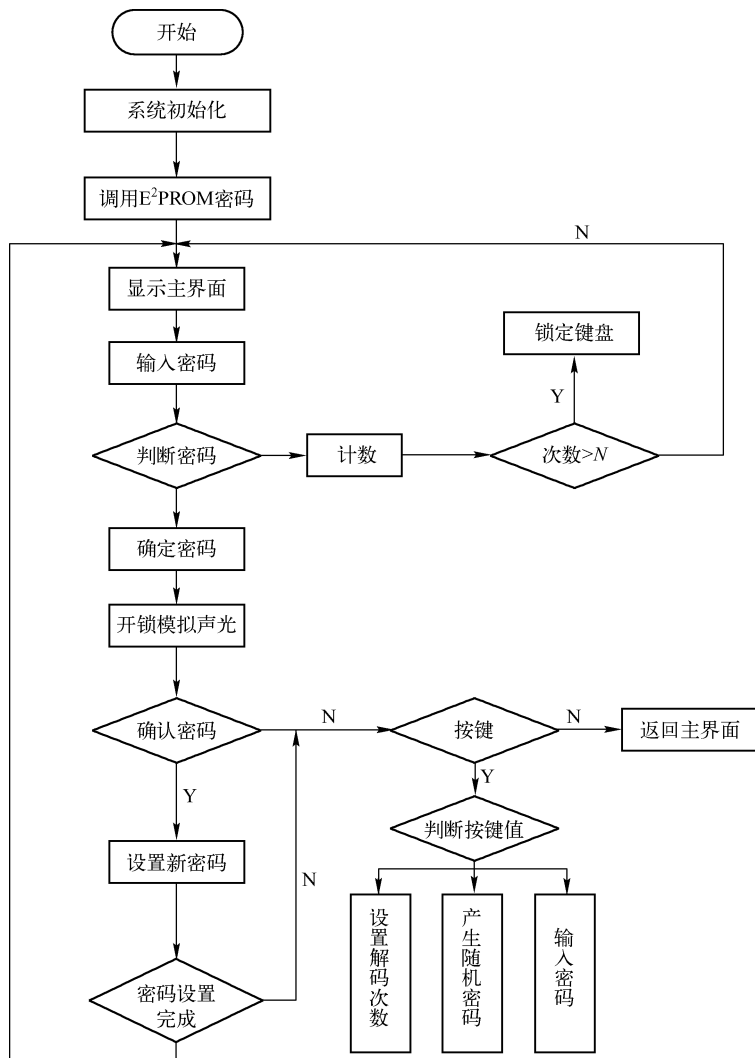 开始
系统初始化
调用E²PROM密码
N
显示主界面
锁定键盘
输入密码
Y
判断密码
计数
次数>N
确定密码
开锁模拟声光
确认密码
N
按键
N
返回主界面
Y
Y
判断按键值
设置新密码
N
设置解码次数
产生随机密码
输入密码
密码设置
完成